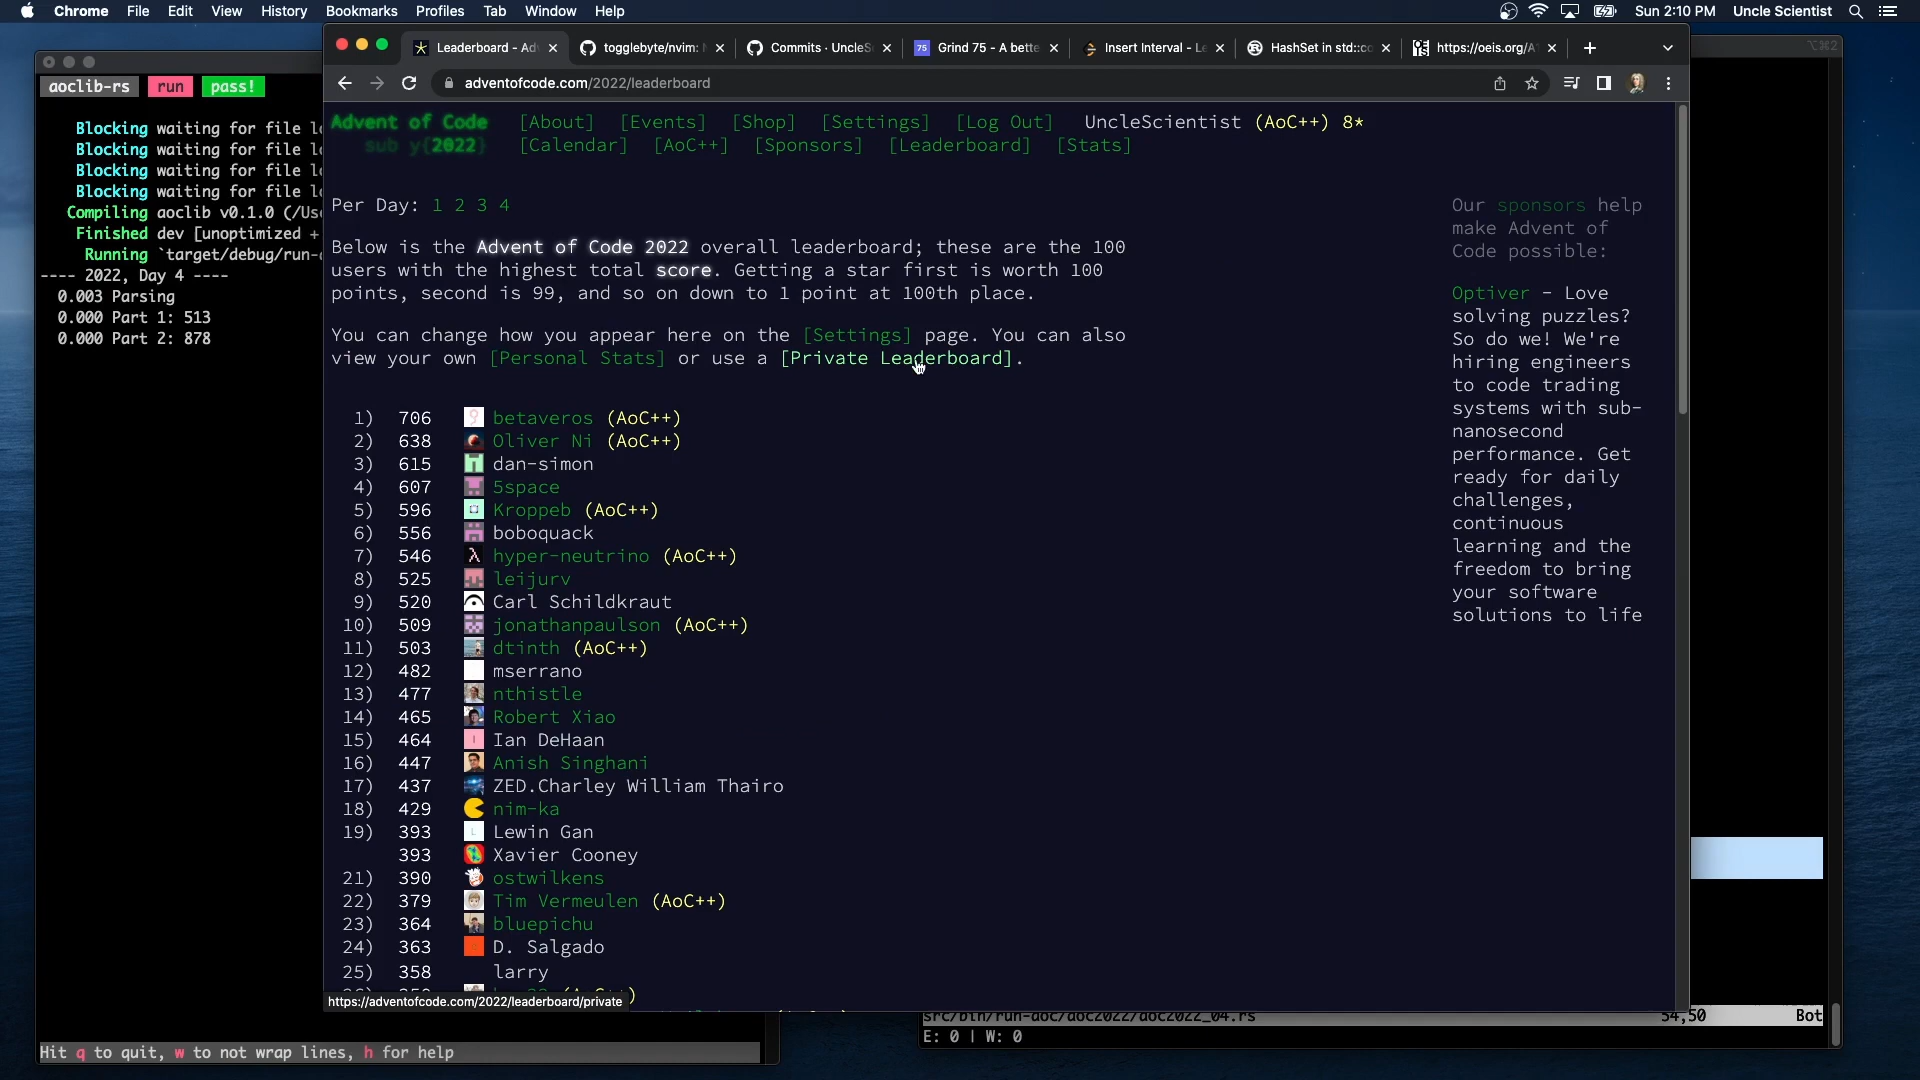 Chrome File Edit View History Bookmarks Profiles Tab Window Help Sun 2:10 PM Uncle Scientist
Leaderboard - Ad togglebyte/nvim: Commits · UncleS 75 Grind 75 - A bette Insert Interval - Le HashSet in std::co https://oeis.org/A
⌥⌘2
adventofcode.com/2022/leaderboard
aoclib-rs run pass!
Blocking waiting for file
Blocking waiting for file
Blocking waiting for file
Blocking waiting for file
Compiling aoclib v0.1.0
Finished dev [unoptimized +
Running `target/debug/run-
---- 2022, Day 4 ----
0.003 Parsing
0.000 Part 1: 513
0.000 Part 2: 878
Hit q to quit, w to not wrap lines, h for help
Advent of Code [About] [Events] [Shop] [Settings] [Log Out] UncleScientist (AoC++) 8*
sub y{2022} [Calendar] [AoC++] [Sponsors] [Leaderboard] [Stats]
Per Day: 1 2 3 4
Below is the Advent of Code 2022 overall leaderboard; these are the 100
users with the highest total score. Getting a star first is worth 100
points, second is 99, and so on down to 1 point at 100th place.
You can change how you appear here on the [Settings] page. You can also
view your own [Personal Stats] or use a [Private Leaderboard].
1) 706 betaveros (AoC++)
2) 638 Oliver Ni (AoC++)
3) 615 dan-simon
4) 607 5space
5) 596 Kroppeb (AoC++)
6) 556 boboquack
7) 546 hyper-neutrino (AoC++)
8) 525 leijurv
9) 520 Carl Schildkraut
10) 509 jonathanpaulson (AoC++)
11) 503 dtinth (AoC++)
12) 482 mserrano
13) 477 nthistle
14) 465 Robert Xiao
15) 464 Ian DeHaan
16) 447 Anish Singhani
17) 437 ZED.Charley William Thairo
18) 429 nim-ka
19) 393 Lewin Gan
393 Xavier Cooney
21) 390 ostwilkens
22) 379 Tim Vermeulen (AoC++)
23) 364 bluepichu
24) 363 D. Salgado
25) 358 larry
https://adventofcode.com/2022/leaderboard/private
Our sponsors help
make Advent of
Code possible:
Optiver - Love
solving puzzles?
So do we! We're
hiring engineers
to code trading
systems with sub-
nanosecond
performance. Get
ready for daily
challenges,
continuous
learning and the
freedom to bring
your software
solutions to life
src/bin/run-aoc/aoc2022/aoc2022_04.rs 54,50 Bot
E: 0 | W: 0